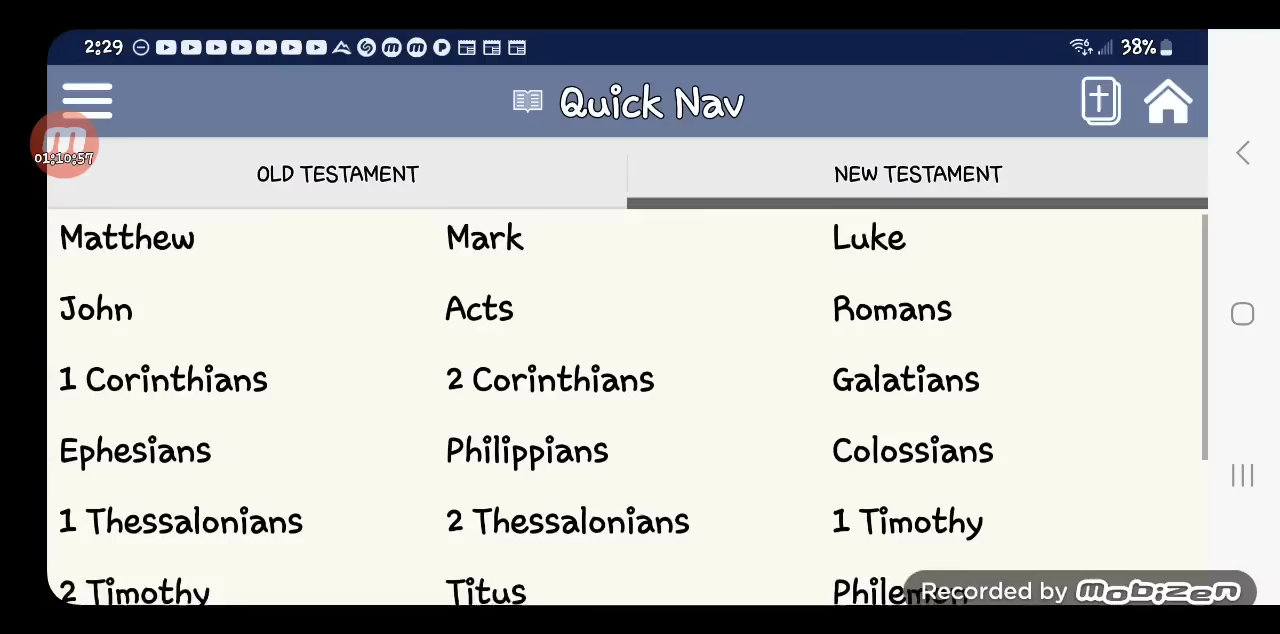 2:29 38%
Quick Nav
01:10:57
OLD TESTAMENT NEW TESTAMENT
Matthew Mark Luke
John Acts Romans
1 Corinthians 2 Corinthians Galatians
Ephesians Philippians Colossians
1 Thessalonians 2 Thessalonians 1 Timothy
2 Timothy Titus Philemon
Recorded by mobizen